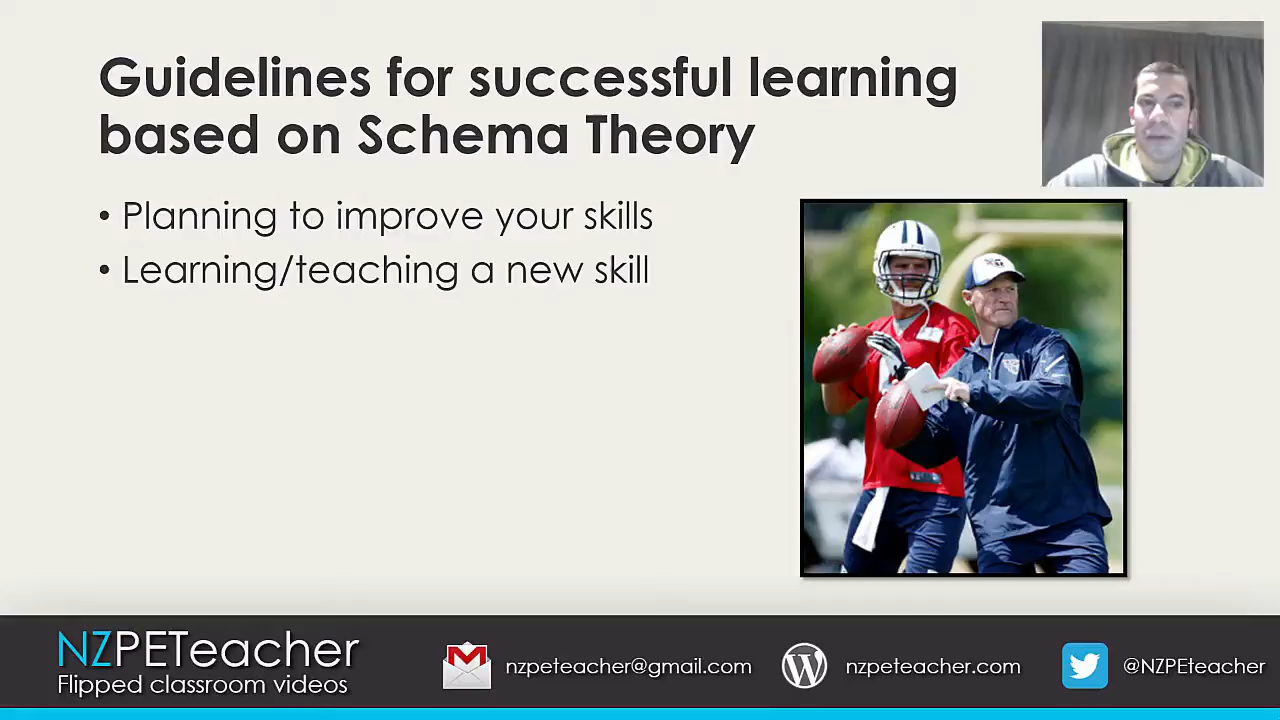 Guidelines for successful learning
based on Schema Theory
• Planning to improve your skills
• Learning/teaching a new skill
NZPETeacher
Flipped classroom videos
nzpeteacher@gmail.com
nzpeteacher.com
@NZPEteacher